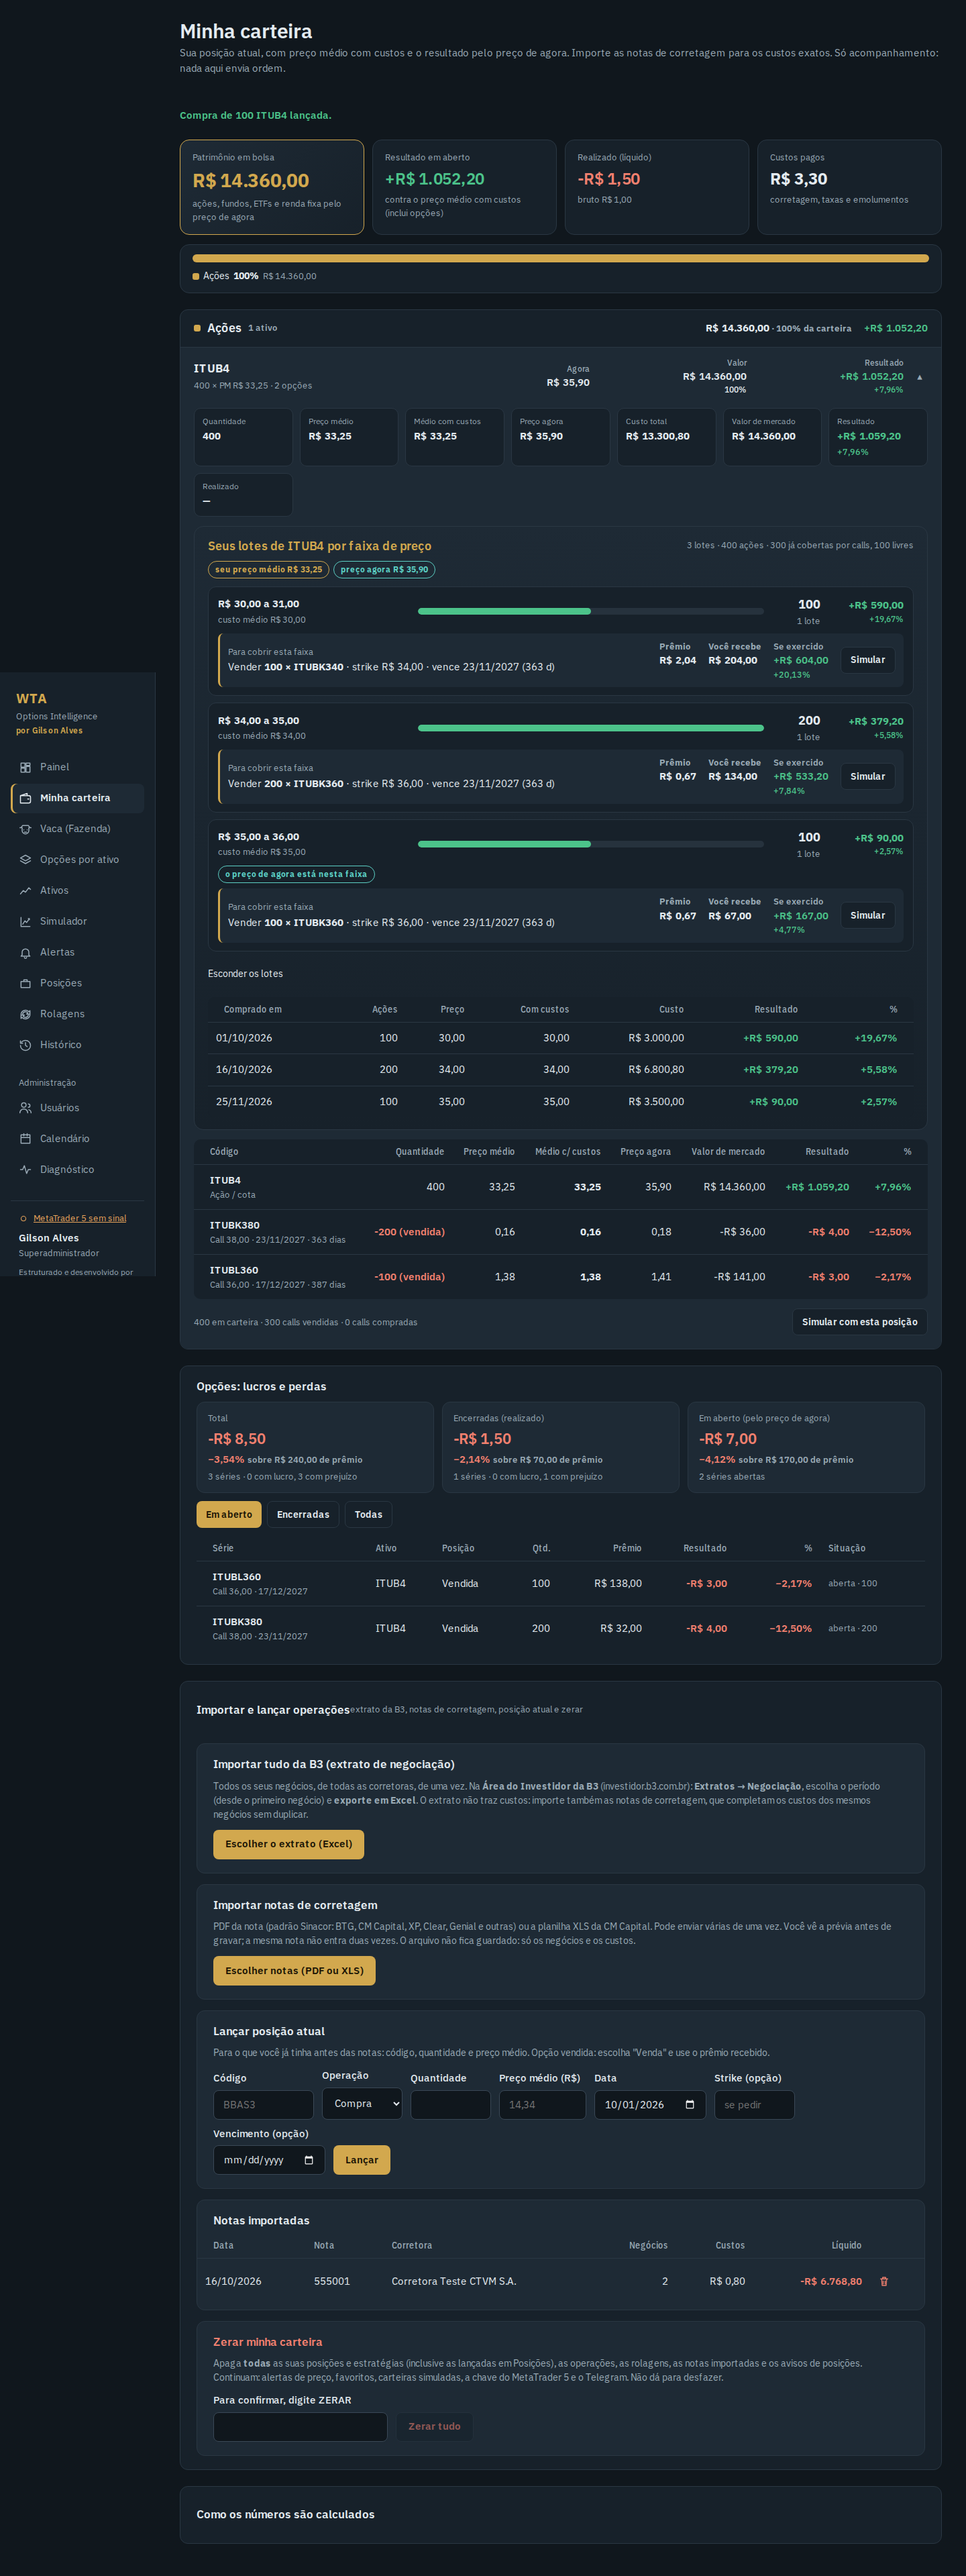 Minha carteira
Sua posição atual, com preço médio com custos e o resultado pelo preço de agora. Importe as notas de corretagem para os custos exatos. Só acompanhamento:
nada aqui envia ordem.
Compra de 100 ITUB4 lançada.
Patrimônio em bolsa
R$ 14.360,00
ações, fundos, ETFs e renda fixa pelo
preço de agora
Resultado em aberto
+R$ 1.052,20
contra o preço médio com custos
(inclui opções)
Realizado (líquido)
-R$ 1,50
bruto R$ 1,00
Custos pagos
R$ 3,30
corretagem, taxas e emolumentos
Ações 100% R$ 14.360,00
Ações 1 ativo
R$ 14.360,00 · 100% da carteira +R$ 1.052,20
ITUB4
400 × PM R$ 33,25 · 2 opções
Agora
R$ 35,90
Valor
R$ 14.360,00
100%
Resultado
+R$ 1.052,20
+7,96%
▲
Quantidade
400
Preço médio
R$ 33,25
Médio com custos
R$ 33,25
Preço agora
R$ 35,90
Custo total
R$ 13.300,80
Valor de mercado
R$ 14.360,00
Resultado
+R$ 1.059,20
+7,96%
Realizado
—
Seus lotes de ITUB4 por faixa de preço
3 lotes · 400 ações · 300 já cobertas por calls, 100 livres
seu preço médio R$ 33,25
preço agora R$ 35,90
R$ 30,00 a 31,00
custo médio R$ 30,00
100
1 lote
+R$ 590,00
+19,67%
Para cobrir esta faixa
Vender 100 × ITUBK340 · strike R$ 34,00 · vence 23/11/2027 (363 d)
Prêmio
R$ 2,04
Você recebe
R$ 204,00
Se exercido
+R$ 604,00
+20,13%
Simular
R$ 34,00 a 35,00
custo médio R$ 34,00
200
1 lote
+R$ 379,20
+5,58%
Para cobrir esta faixa
Vender 200 × ITUBK360 · strike R$ 36,00 · vence 23/11/2027 (363 d)
Prêmio
R$ 0,67
Você recebe
R$ 134,00
Se exercido
+R$ 533,20
+7,84%
Simular
R$ 35,00 a 36,00
custo médio R$ 35,00
100
1 lote
+R$ 90,00
+2,57%
o preço de agora está nesta faixa
Para cobrir esta faixa
Vender 100 × ITUBK360 · strike R$ 36,00 · vence 23/11/2027 (363 d)
Prêmio
R$ 0,67
Você recebe
R$ 67,00
Se exercido
+R$ 167,00
+4,77%
Simular
Esconder os lotes
Comprado em Ações Preço Com custos Custo Resultado %
01/10/2026 100 30,00 30,00 R$ 3.000,00 +R$ 590,00 +19,67%
16/10/2026 200 34,00 34,00 R$ 6.800,80 +R$ 379,20 +5,58%
25/11/2026 100 35,00 35,00 R$ 3.500,00 +R$ 90,00 +2,57%
Código Quantidade Preço médio Médio c/ custos Preço agora Valor de mercado Resultado %
ITUB4
Ação / cota
400 33,25 33,25 35,90 R$ 14.360,00 +R$ 1.059,20 +7,96%
ITUBK380
Call 38,00 · 23/11/2027 · 363 dias
-200 (vendida) 0,16 0,16 0,18 -R$ 36,00 -R$ 4,00 −12,50%
ITUBL360
Call 36,00 · 17/12/2027 · 387 dias
-100 (vendida) 1,38 1,38 1,41 -R$ 141,00 -R$ 3,00 −2,17%
400 em carteira · 300 calls vendidas · 0 calls compradas
Simular com esta posição
WTA
Options Intelligence
por Gilson Alves
Painel
Minha carteira
Vaca (Fazenda)
Opções por ativo
Ativos
Simulador
Alertas
Posições
Rolagens
Histórico
Administração
Usuários
Calendário
Diagnóstico
MetaTrader 5 sem sinal
Gilson Alves
Superadministrador
Estruturado e desenvolvido por
Opções: lucros e perdas
Total
-R$ 8,50
−3,54% sobre R$ 240,00 de prêmio
3 séries · 0 com lucro, 3 com prejuízo
Encerradas (realizado)
-R$ 1,50
−2,14% sobre R$ 70,00 de prêmio
1 séries · 0 com lucro, 1 com prejuízo
Em aberto (pelo preço de agora)
-R$ 7,00
−4,12% sobre R$ 170,00 de prêmio
2 séries abertas
Em aberto
Encerradas
Todas
Série Ativo Posição Qtd. Prêmio Resultado % Situação
ITUBL360
Call 36,00 · 17/12/2027
ITUB4 Vendida 100 R$ 138,00 -R$ 3,00 −2,17% aberta · 100
ITUBK380
Call 38,00 · 23/11/2027
ITUB4 Vendida 200 R$ 32,00 -R$ 4,00 −12,50% aberta · 200
Importar e lançar operações extrato da B3, notas de corretagem, posição atual e zerar
Importar tudo da B3 (extrato de negociação)
Todos os seus negócios, de todas as corretoras, de uma vez. Na Área do Investidor da B3 (investidor.b3.com.br): Extratos → Negociação, escolha o período
(desde o primeiro negócio) e exporte em Excel. O extrato não traz custos: importe também as notas de corretagem, que completam os custos dos mesmos
negócios sem duplicar.
Escolher o extrato (Excel)
Importar notas de corretagem
PDF da nota (padrão Sinacor: BTG, CM Capital, XP, Clear, Genial e outras) ou a planilha XLS da CM Capital. Pode enviar várias de uma vez. Você vê a prévia antes de
gravar; a mesma nota não entra duas vezes. O arquivo não fica guardado: só os negócios e os custos.
Escolher notas (PDF ou XLS)
Lançar posição atual
Para o que você já tinha antes das notas: código, quantidade e preço médio. Opção vendida: escolha "Venda" e use o prêmio recebido.
Código
BBAS3
Operação
Compra
Quantidade
Preço médio (R$)
14,34
Data
10/01/2026
Strike (opção)
se pedir
Vencimento (opção)
mm/dd/yyyy
Lançar
Notas importadas
Data Nota Corretora Negócios Custos Líquido
16/10/2026 555001 Corretora Teste CTVM S.A. 2 R$ 0,80 -R$ 6.768,80
Zerar minha carteira
Apaga todas as suas posições e estratégias (inclusive as lançadas em Posições), as operações, as rolagens, as notas importadas e os avisos de posições.
Continuam: alertas de preço, favoritos, carteiras simuladas, a chave do MetaTrader 5 e o Telegram. Não dá para desfazer.
Para confirmar, digite ZERAR
Zerar tudo
Como os números são calculados